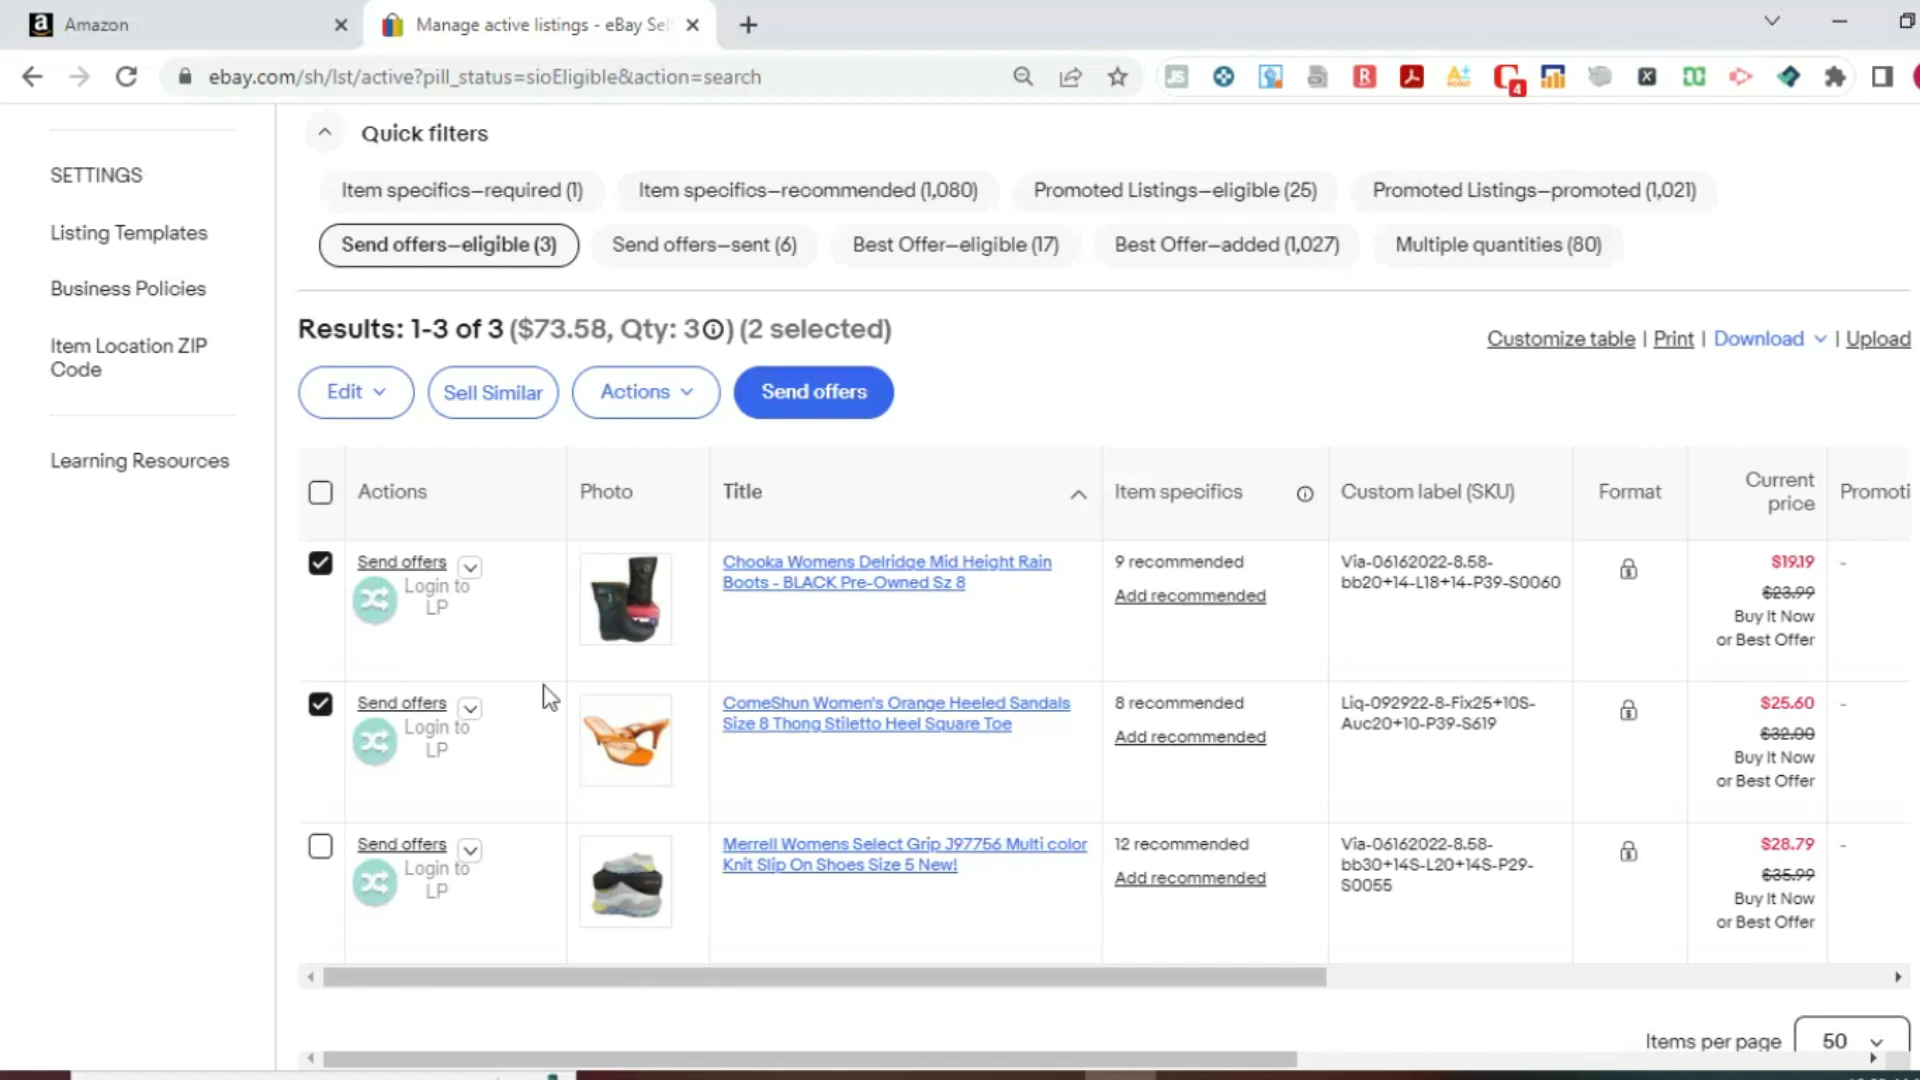 Amazon
Manage active listings - eBay Sel
ebay.com/sh/lst/active?pill_status=sioEligible&action=search
4
Quick filters
SETTINGS
Listing Templates
Business Policies
Item Location ZIP
Code
Learning Resources
Item specifics–required (1)
Item specifics–recommended (1,080)
Promoted Listings–eligible (25)
Promoted Listings–promoted (1,021)
Send offers–eligible (3)
Send offers–sent (6)
Best Offer–eligible (17)
Best Offer–added (1,027)
Multiple quantities (80)
Results: 1-3 of 3 ($73.58, Qty: 3) (2 selected)
Customize table | Print | Download | Upload
Edit
Sell Similar
Actions
Send offers
Actions
Photo
Title
Item specifics
Custom label (SKU)
Format
Current
price
Promoti
Send offers
Login to
LP
Chooka Womens Delridge Mid Height Rain
Boots - BLACK Pre-Owned Sz 8
9 recommended
Add recommended
Via-06162022-8.58-
bb20+14-L18+14-P39-S0060
$19.19
$23.99
Buy It Now
or Best Offer
-
Send offers
Login to
LP
ComeShun Women's Orange Heeled Sandals
Size 8 Thong Stiletto Heel Square Toe
8 recommended
Add recommended
Liq-092922-8-Fix25+10S-
Auc20+10-P39-S619
$25.60
$32.00
Buy It Now
or Best Offer
-
Send offers
Login to
LP
Merrell Womens Select Grip J97756 Multi color
Knit Slip On Shoes Size 5 New!
12 recommended
Add recommended
Via-06162022-8.58-
bb30+14S-L20+14S-P29-
S0055
$28.79
$35.99
Buy It Now
or Best Offer
-
Items per page
50